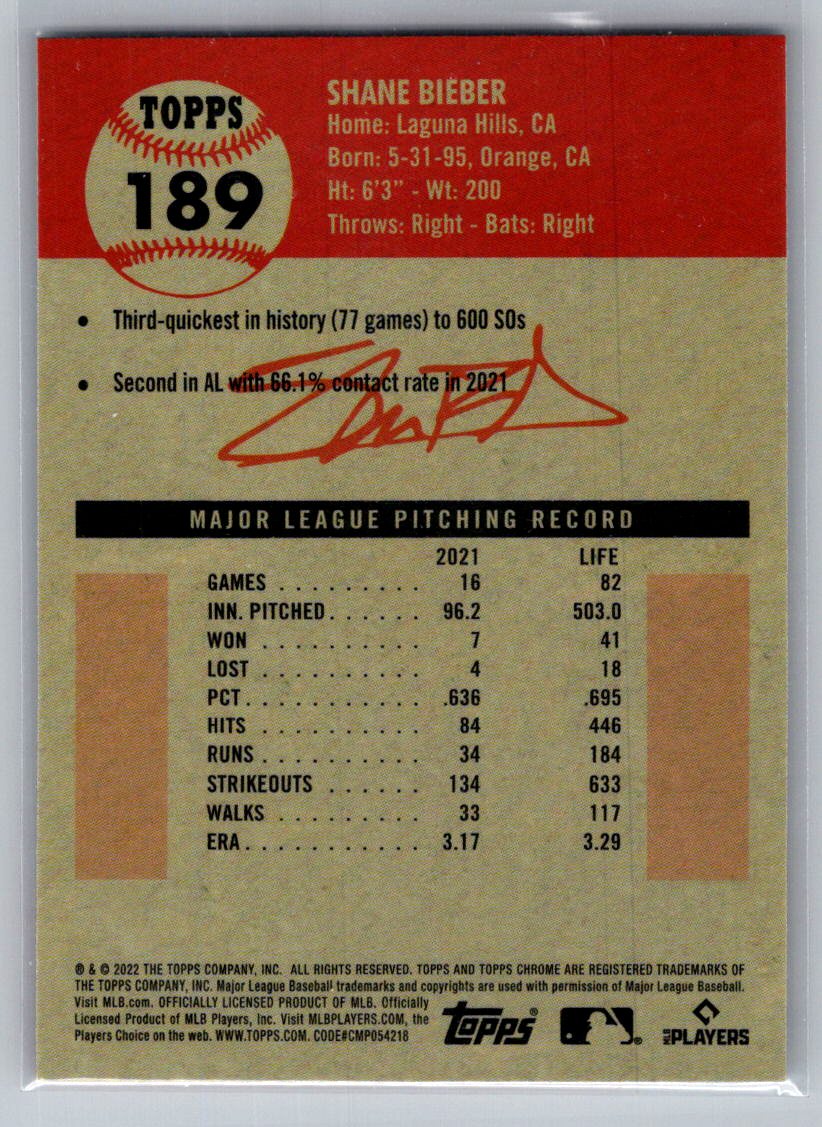 TOPPS
189
SHANE BIEBER
Home: Laguna Hills, CA
Born: 5-31-95, Orange, CA
Ht: 6'3" - Wt: 200
Throws: Right - Bats: Right
• Third-quickest in history (77 games) to 600 SOs
• Second in AL with 66.1% contact rate in 2021
MAJOR LEAGUE PITCHING RECORD
2021 LIFE
GAMES . . . . . . . . . . 16 82
INN. PITCHED . . . . . . 96.2 503.0
WON . . . . . . . . . . . 7 41
LOST . . . . . . . . . . . 4 18
PCT. . . . . . . . . . . . .636 .695
HITS . . . . . . . . . . . 84 446
RUNS . . . . . . . . . . . 34 184
STRIKEOUTS . . . . . . 134 633
WALKS . . . . . . . . . 33 117
ERA. . . . . . . . . . . . 3.17 3.29
® & © 2022 THE TOPPS COMPANY, INC. ALL RIGHTS RESERVED. TOPPS AND TOPPS CHROME ARE REGISTERED TRADEMARKS OF
THE TOPPS COMPANY, INC. Major League Baseball trademarks and copyrights are used with permission of Major League Baseball.
Visit MLB.com. OFFICIALLY LICENSED PRODUCT OF MLB. Officially
Licensed Product of MLB Players, Inc. Visit MLBPLAYERS.COM, the
Players Choice on the web. WWW.TOPPS.COM. CODE#CMP054218
topps®
MLB PLAYERS